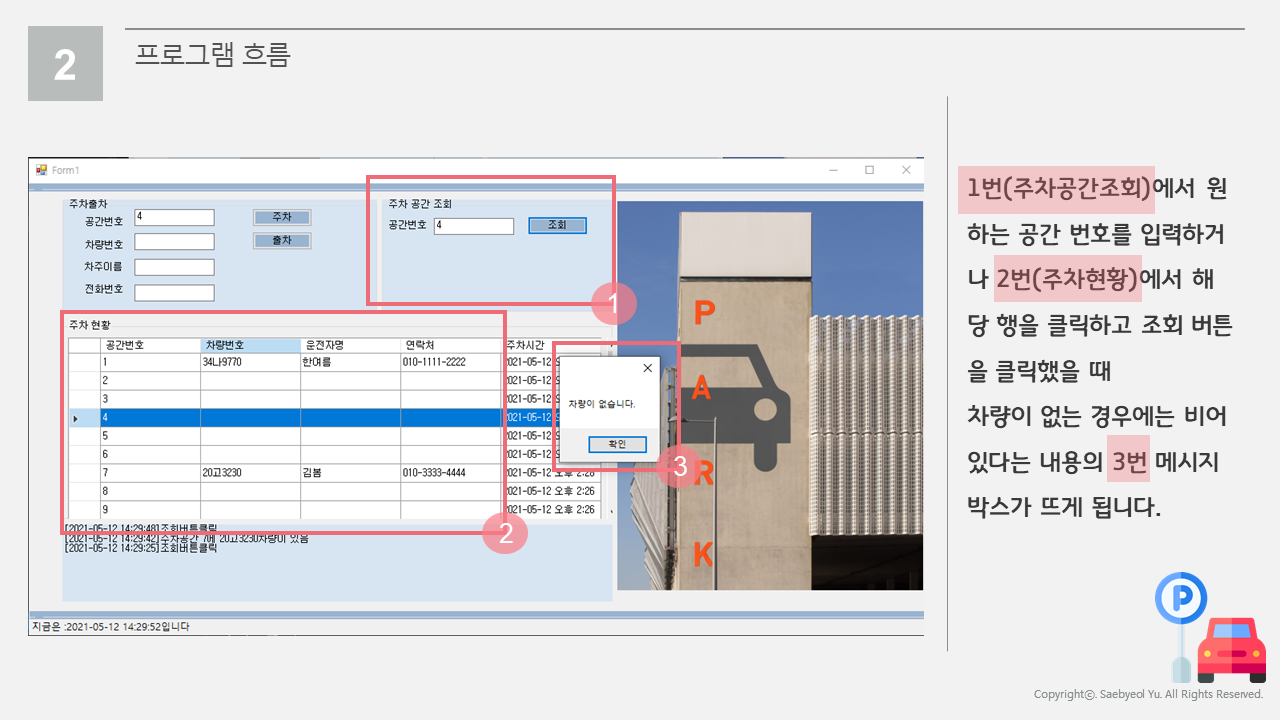 2
프로그램 흐름
Form1
주차출차
공간번호 4 주차
차량번호 출차
차주이름
전화번호
주차 공간 조회
공간번호 4 조회
1
주차 현황
공간번호 차량번호 운전자명 연락처 주차시간
1 34나9770 한여름 010-1111-2222 2021-05-12
2 2021-05-12
3 2021-05-12
4 2021-05-12
5 2021-05-12
6 2021-05-12
7 20고3230 김봄 010-3333-4444 2021-05-12 오후 2:26
8 2021-05-12 오후 2:26
9 2021-05-12 오후 2:26
차량이 없습니다.
확인
3
2
[2021-05-12 14:29:48]조회버튼클릭
[2021-05-12 14:29:42]주차공간 7에 20고3230차량이 있음
[2021-05-12 14:29:25]조회버튼클릭
P
A
R
K
지금은 :2021-05-12 14:29:52입니다
1번(주차공간조회)에서 원
하는 공간 번호를 입력하거
나 2번(주차현황)에서 해
당 행을 클릭하고 조회 버튼
을 클릭했을 때
차량이 없는 경우에는 비어
있다는 내용의 3번 메시지
박스가 뜨게 됩니다.
P
Copyrightⓒ. Saebyeol Yu. All Rights Reserved.